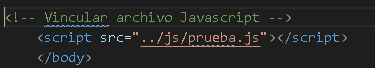 <!-- Vincular archivo Javascript -->
<script src="../js/prueba.js"></script>
</body>